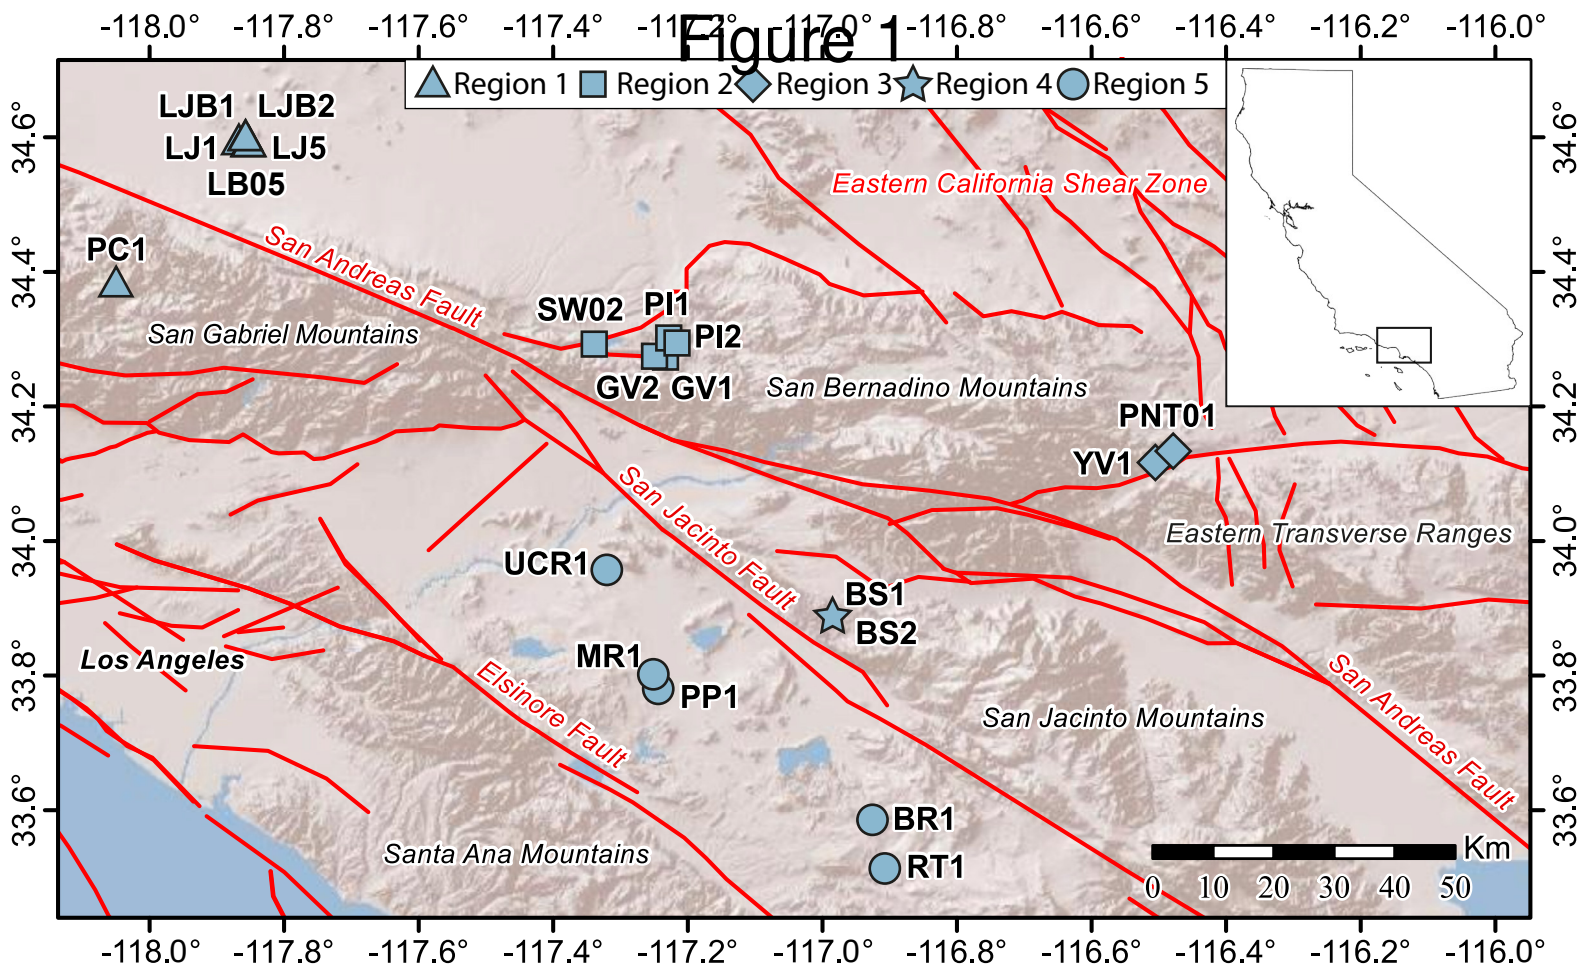 -118.0° -117.8° -117.6° -117.4° -117.2° -117.0° -116.8° -116.6° -116.4° -116.2° -116.0°
Figure 1
Region 1 Region 2 Region 3 Region 4 Region 5
LJB1 LJB2
34.6° 34.6°
LJ1 LJ5
LB05
Eastern California Shear Zone
PC1
San Andreas Fault
34.4° 34.4°
SW02 PI1
San Gabriel Mountains
PI2
GV2 GV1
San Bernadino Mountains
34.2° 34.2°
PNT01
YV1
San Jacinto Fault
34.0° 34.0°
Eastern Transverse Ranges
UCR1
BS1
BS2
Los Angeles
MR1
33.8° 33.8°
PP1
Elsinore Fault
San Jacinto Mountains
San Andreas Fault
33.6° 33.6°
BR1
Santa Ana Mountains
RT1
Km
0 10 20 30 40 50
-118.0° -117.8° -117.6° -117.4° -117.2° -117.0° -116.8° -116.6° -116.4° -116.2° -116.0°